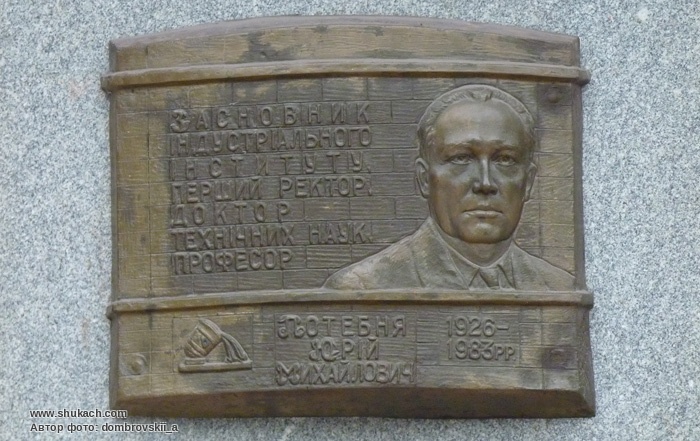 ЗАСНОВНИК
ІНДУСТРІАЛЬНОГО
ІНСТИТУТУ,
ПЕРШИЙ РЕКТОР,
ДОКТОР
ТЕХНІЧНИХ НАУК,
ПРОФЕСОР
ПОТЕБНЯ 1926-
ЮРІЙ 1983РР.
МИХАЙЛОВИЧ
www.shukach.com
Автор фото: dombrovskii_a